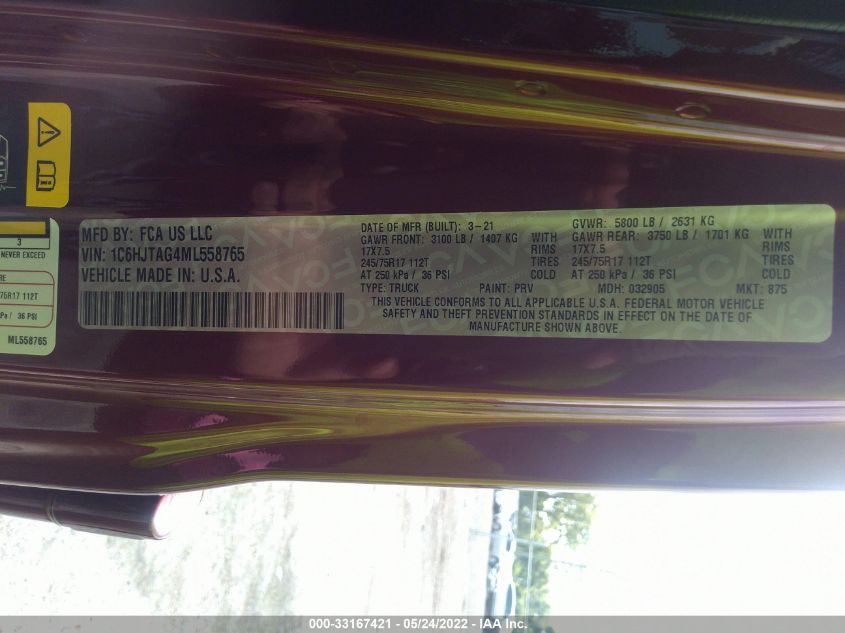 3
NEVER EXCEED
RE
75R17 112T
kPa / 36 PSI
ML558765
MFD BY: FCA US LLC
VIN: 1C6HJTAG4ML558765
VEHICLE MADE IN: U.S.A.
DATE OF MFR (BUILT): 3-21 GVWR: 5800 LB / 2631 KG
GAWR FRONT: 3100 LB / 1407 KG WITH GAWR REAR: 3750 LB / 1701 KG WITH
17X7.5 RIMS 17X7.5 RIMS
245/75R17 112T TIRES 245/75R17 112T TIRES
AT 250 kPa / 36 PSI COLD AT 250 kPa / 36 PSI COLD
TYPE: TRUCK PAINT: PRV MDH: 032905 MKT: 875
THIS VEHICLE CONFORMS TO ALL APPLICABLE U.S.A. FEDERAL MOTOR VEHICLE
SAFETY AND THEFT PREVENTION STANDARDS IN EFFECT ON THE DATE OF
MANUFACTURE SHOWN ABOVE.
000-33167421 - 05/24/2022 - IAA Inc.